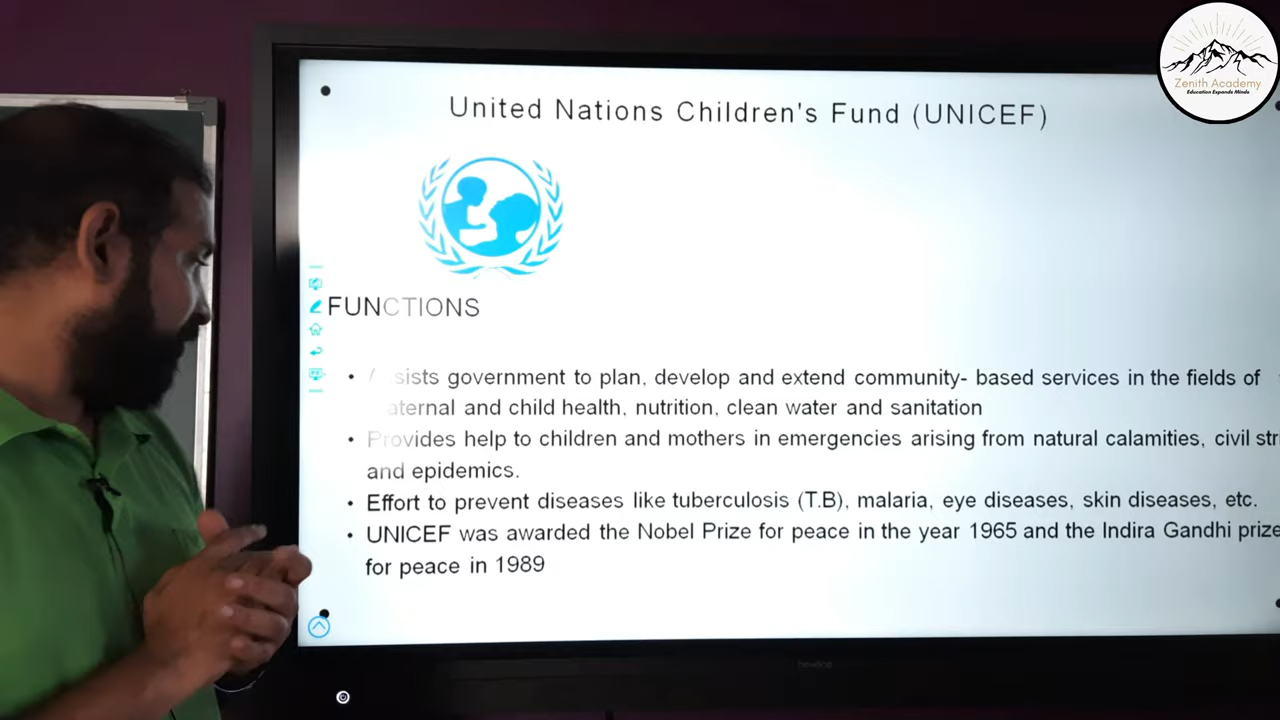 Zenith Academy
Education Expands Minds
United Nations Children's Fund (UNICEF)
FUNCTIONS
sists government to plan, develop and extend community- based services in the fields of
aternal and child health, nutrition, clean water and sanitation
• Provides help to children and mothers in emergencies arising from natural calamities, civil
and epidemics.
• Effort to prevent diseases like tuberculosis (T.B), malaria, eye diseases, skin diseases, etc.
• UNICEF was awarded the Nobel Prize for peace in the year 1965 and the Indira Gandhi prize
for peace in 1989